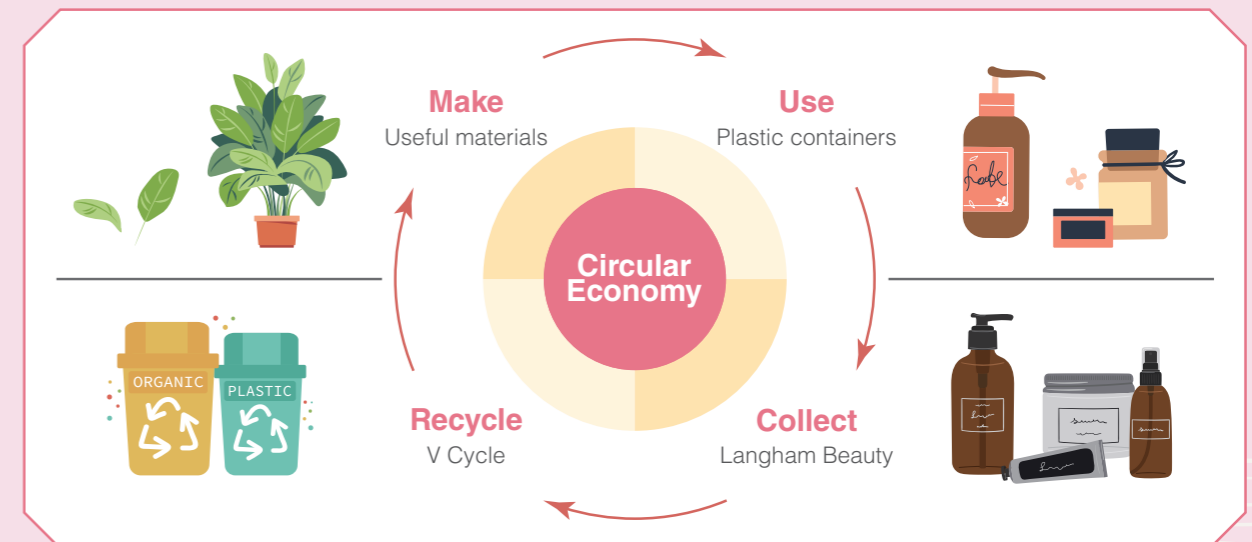 Make
Useful materials
Use
Plastic containers
Circular
Economy
ORGANIC
PLASTIC
Recycle
V Cycle
Collect
Langham Beauty